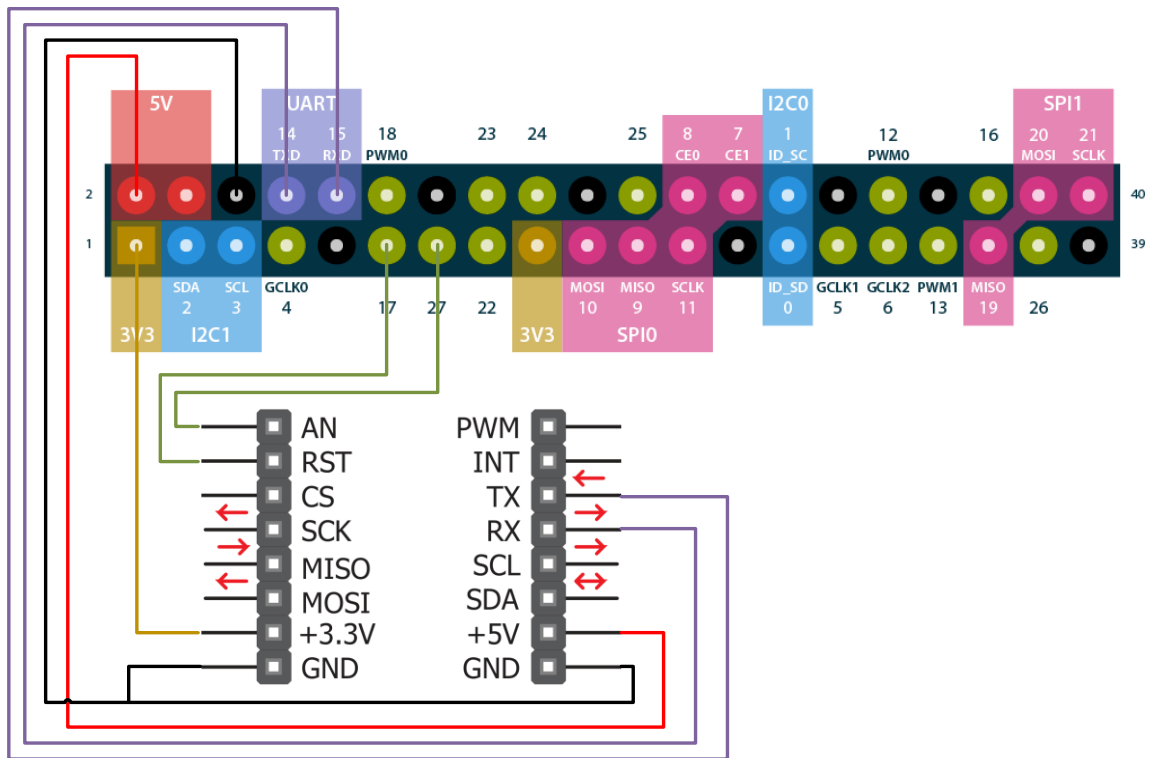 5V UART I2C0 SPI1
14 15 18 23 24 25 8 7 1 12 16 20 21
TXD RXD PWM0 CE0 CE1 ID_SC PWM0 MOSI SCLK
2 40
1 39
SDA SCL GCLK0 MOSI MISO SCLK ID_SD GCLK1 GCLK2 PWM1 MISO
2 3 4 17 27 22 10 9 11 0 5 6 13 19 26
3V3 I2C1 3V3 SPI0
AN PWM
RST INT
CS TX
SCK RX
MISO SCL
MOSI SDA
+3.3V +5V
GND GND